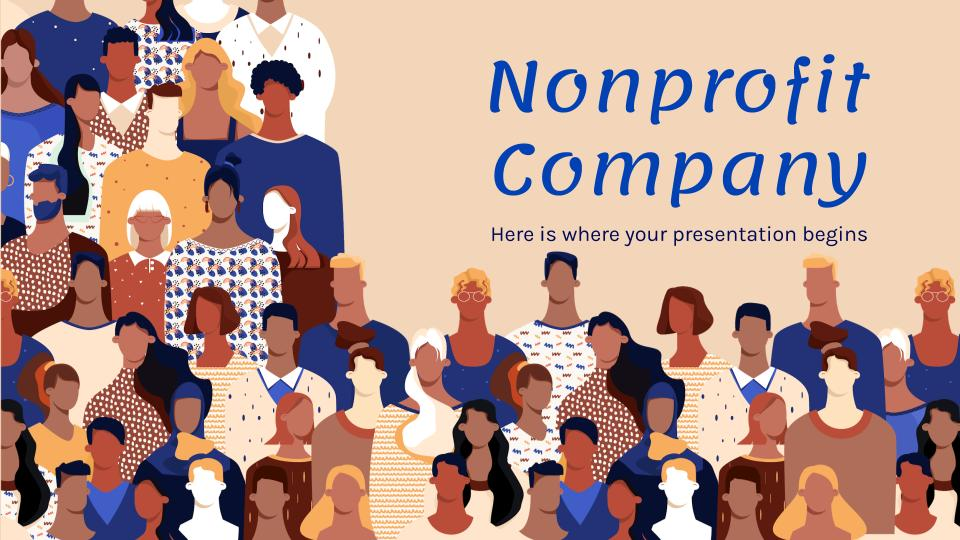 Nonprofit
Company
Here is where your presentation begins